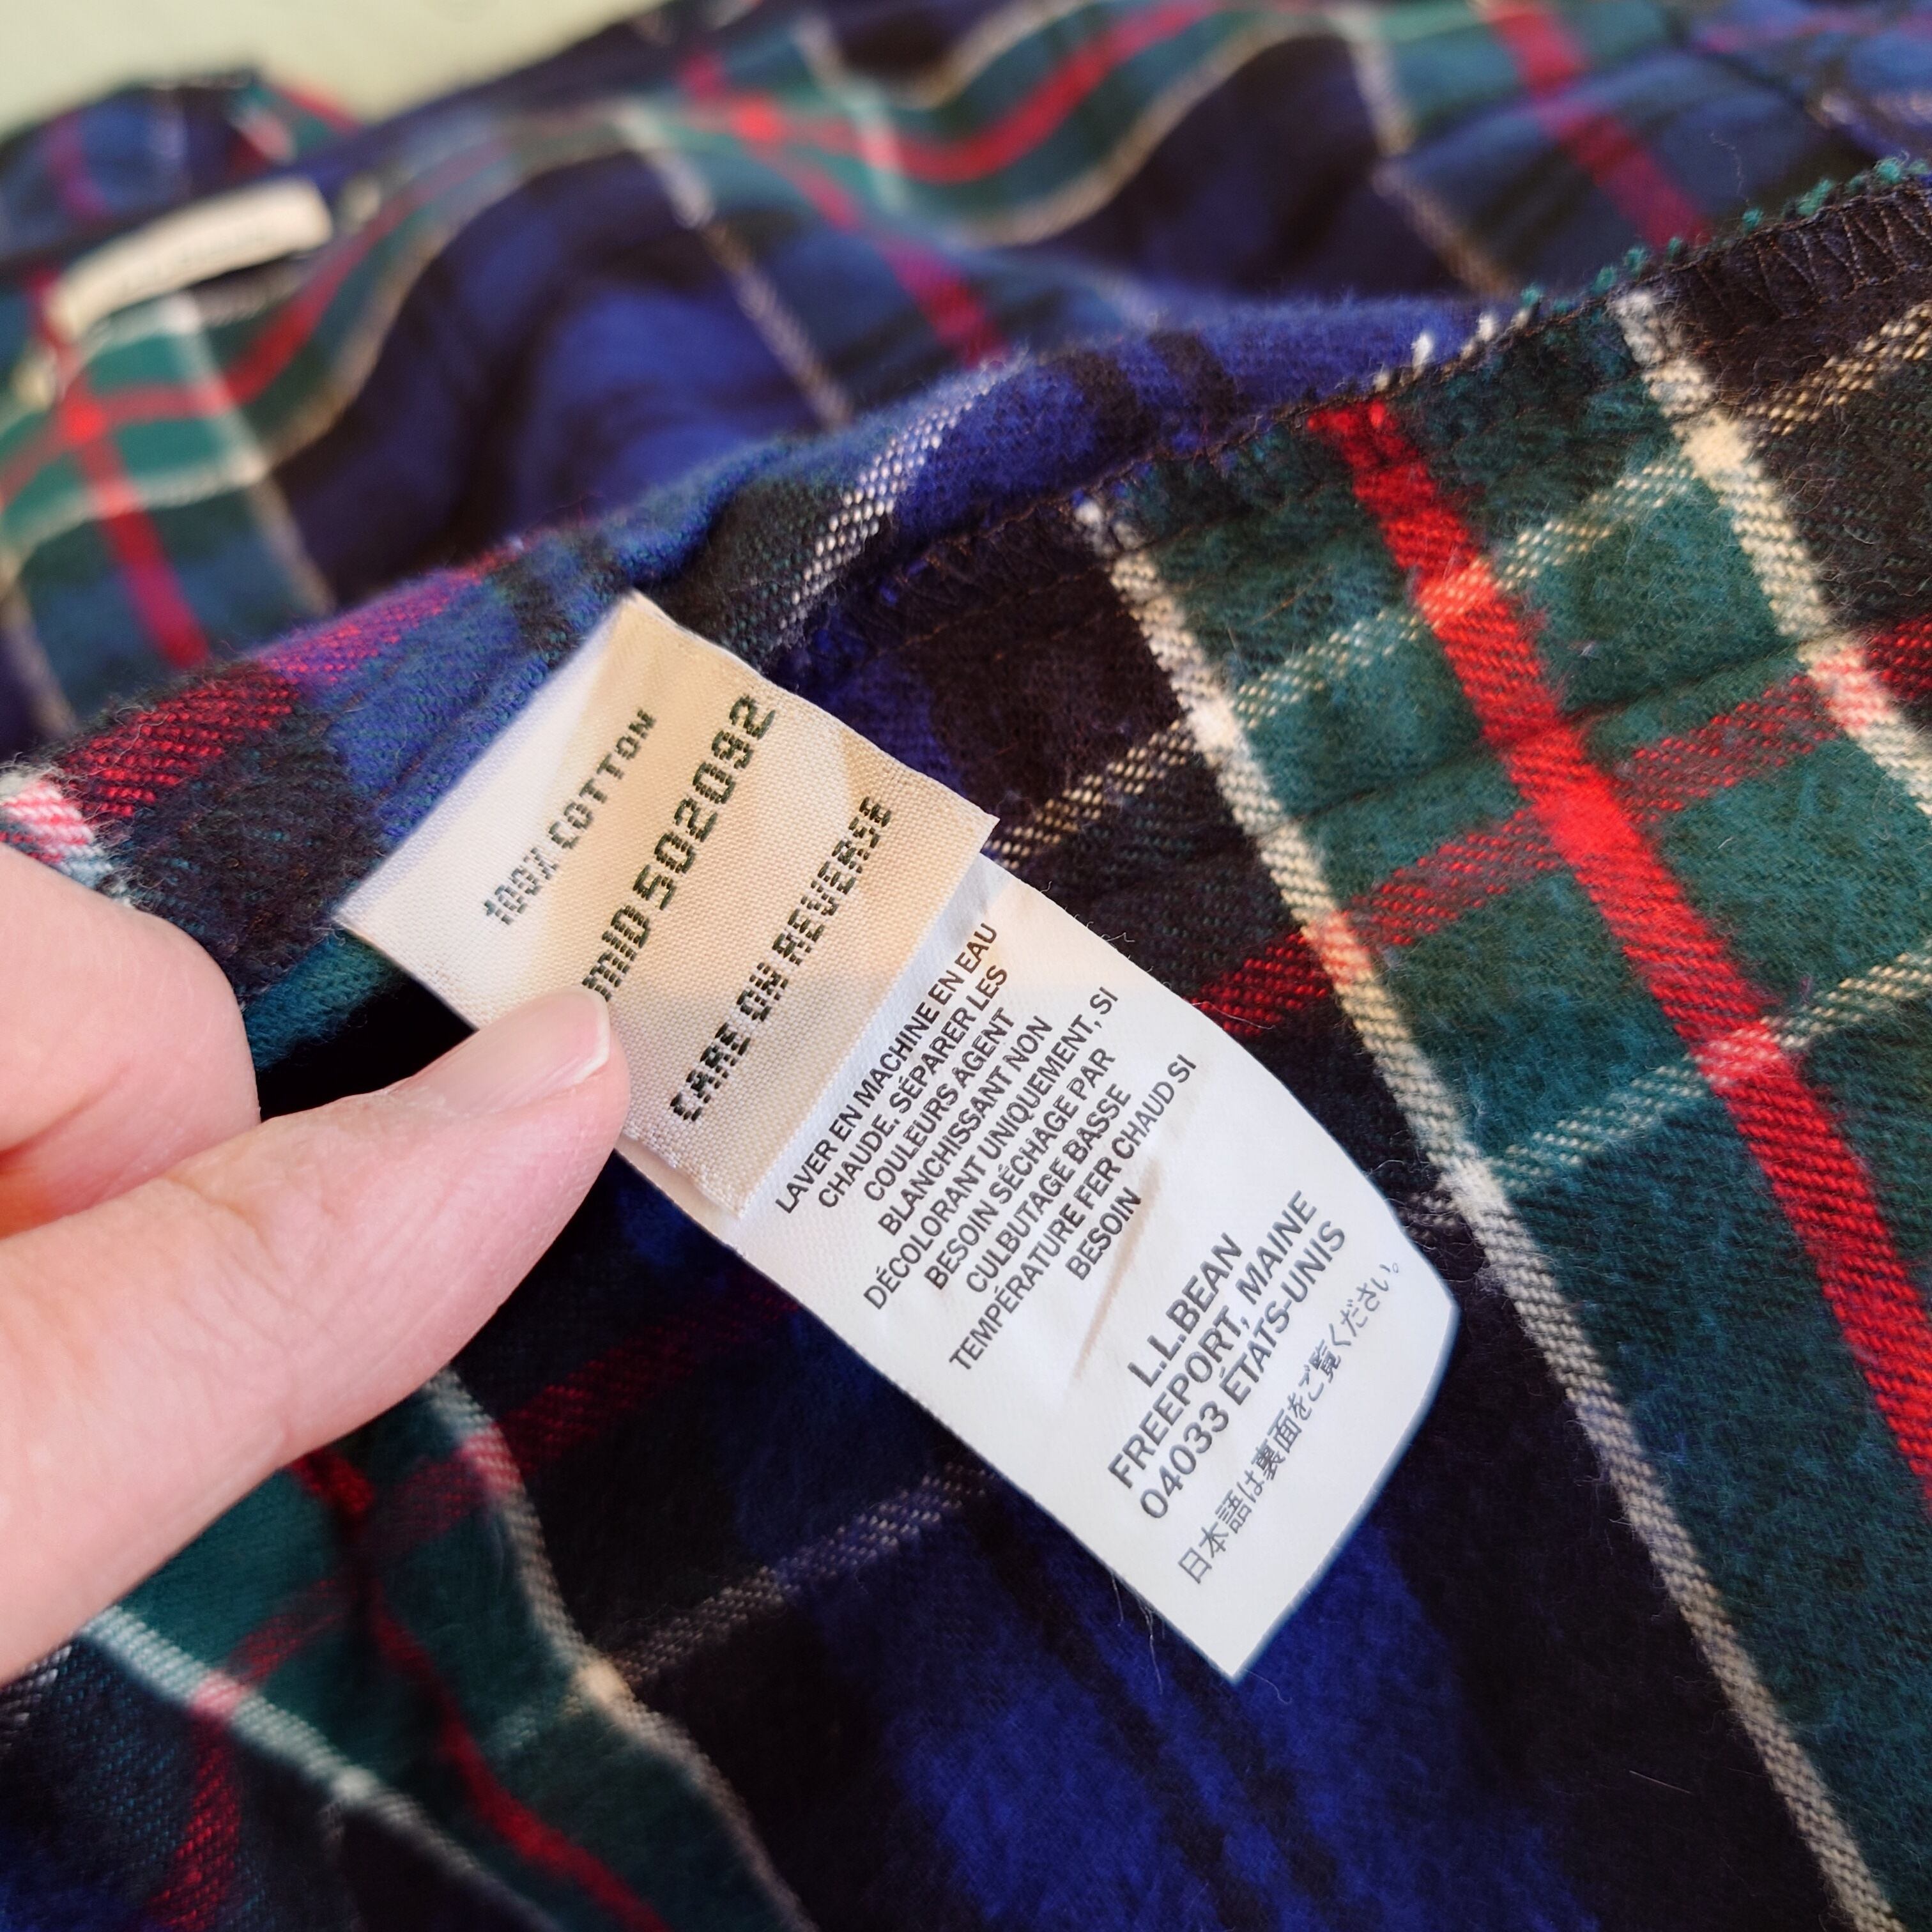 100% COTTON
mID 502092
CARE ON REVERSE
LAVER EN MACHINE EN EAU
CHAUDE, SÉPARER LES
COULEURS AGENT
BLANCHISSANT NON
DÉCOLORANT UNIQUEMENT, SI
BESOIN SÉCHAGE PAR
CULBUTAGE BASSE
TEMPÉRATURE FER CHAUD SI
BESOIN
L.L.BEAN
FREEPORT, MAINE
04033 ÉTATS-UNIS
日本語は裏面をご覧ください。